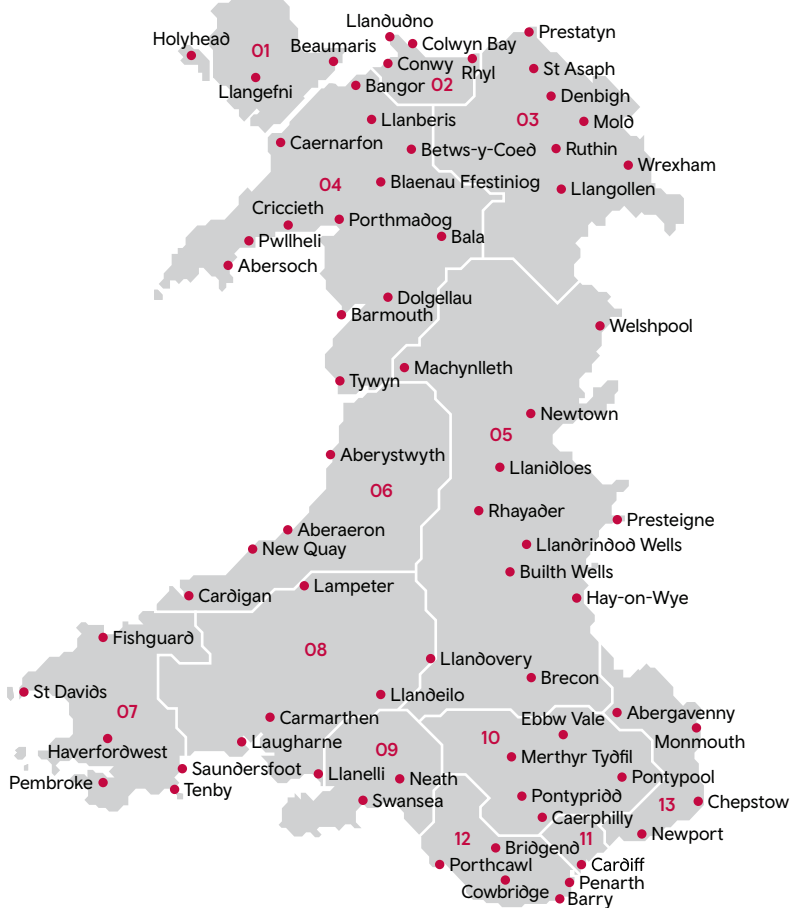 Llandudno
Prestatyn
Holyhead
01
Beaumaris
Colwyn Bay
Conwy
Rhyl
St Asaph
Llangefni
Bangor
02
Denbigh
Llanberis
03
Mold
Caernarfon
Betws-y-Coed
Ruthin
Wrexham
04
Blaenau Ffestiniog
Llangollen
Criccieth
Porthmadog
Pwllheli
Bala
Abersoch
Dolgellau
Barmouth
Welshpool
Machynlleth
Tywyn
Newtown
05
Aberystwyth
Llanidloes
06
Rhayader
Presteigne
Aberaeron
New Quay
Llandrindod Wells
Builth Wells
Lampeter
Cardigan
Hay-on-Wye
Fishguard
08
Llandovery
Brecon
St Davids
Llandeilo
07
Carmarthen
Ebbw Vale
Abergavenny
Haverfordwest
Laugharne
09
10
Monmouth
Merthyr Tydfil
Saundersfoot
Llanelli
Neath
Pontypool
Pembroke
Tenby
Swansea
Pontypridd
13
Chepstow
Caerphilly
12
11
Newport
Bridgend
Porthcawl
Cardiff
Cowbridge
Penarth
Barry